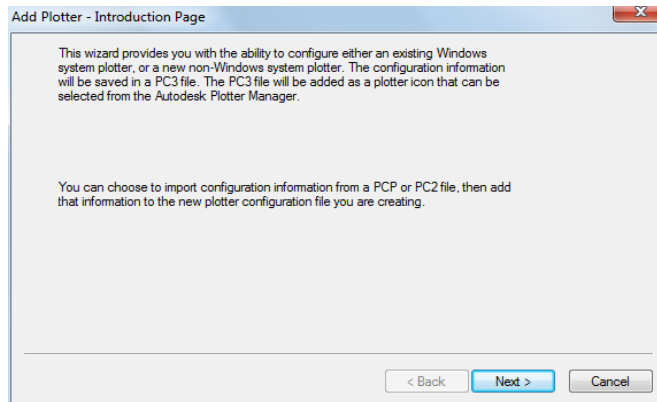 Add Plotter - Introduction Page
This wizard provides you with the ability to configure either an existing Windows
system plotter, or a new non-Windows system plotter. The configuration information
will be saved in a PC3 file. The PC3 file will be added as a plotter icon that can be
selected from the Autodesk Plotter Manager.
You can choose to import configuration information from a PCP or PC2 file, then add
that information to the new plotter configuration file you are creating.
< Back Next > Cancel